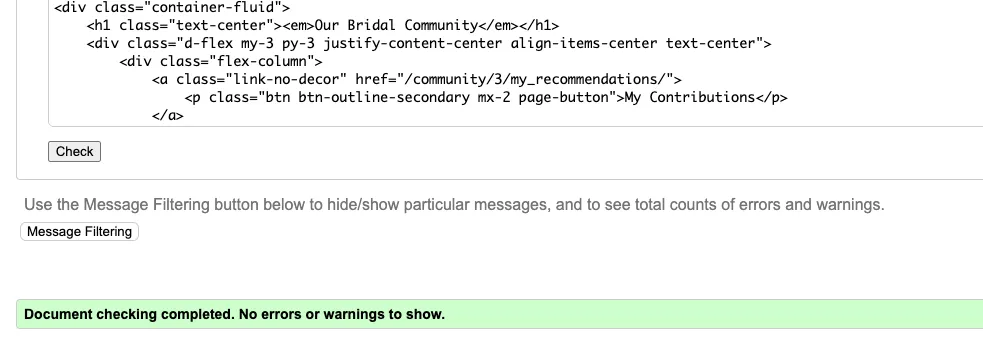 <div class="container-fluid">
    <h1 class="text-center"><em>Our Bridal Community</em></h1>
    <div class="d-flex my-3 py-3 justify-content-center align-items-center text-center">
        <div class="flex-column">
            <a class="link-no-decor" href="/community/3/my_recommendations/">
                <p class="btn btn-outline-secondary mx-2 page-button">My Contributions</p>
            </a>
Check
Use the Message Filtering button below to hide/show particular messages, and to see total counts of errors and warnings.
Message Filtering
Document checking completed. No errors or warnings to show.